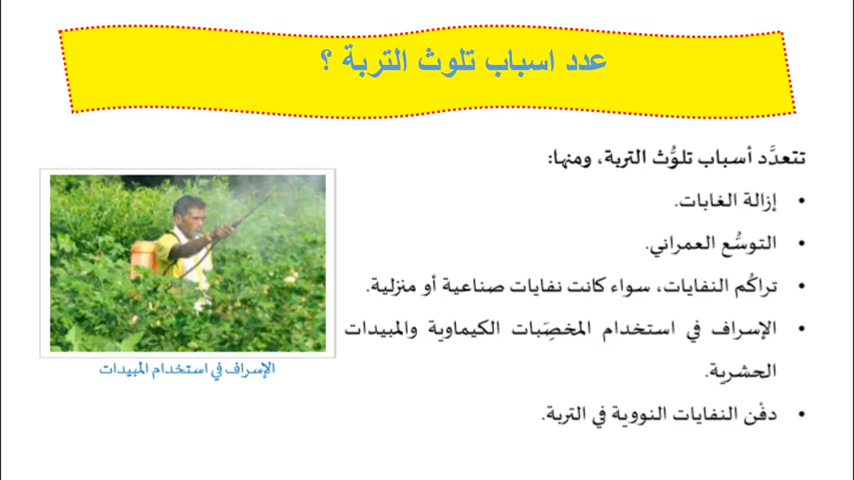 عدد اسباب تلوث التربة ؟
تتعدَّد أسباب تلوُّث التربة، ومنها:
• إزالة الغابات.
• التوسُّع العمراني.
• تراكُم النفايات، سواء كانت نفايات صناعية أو منزلية.
• الإسراف في استخدام المخصِّبات الكيماوية والمبيدات
الحشرية.
• دفْن النفايات النووية في التربة.
الإسراف في استخدام المبيدات